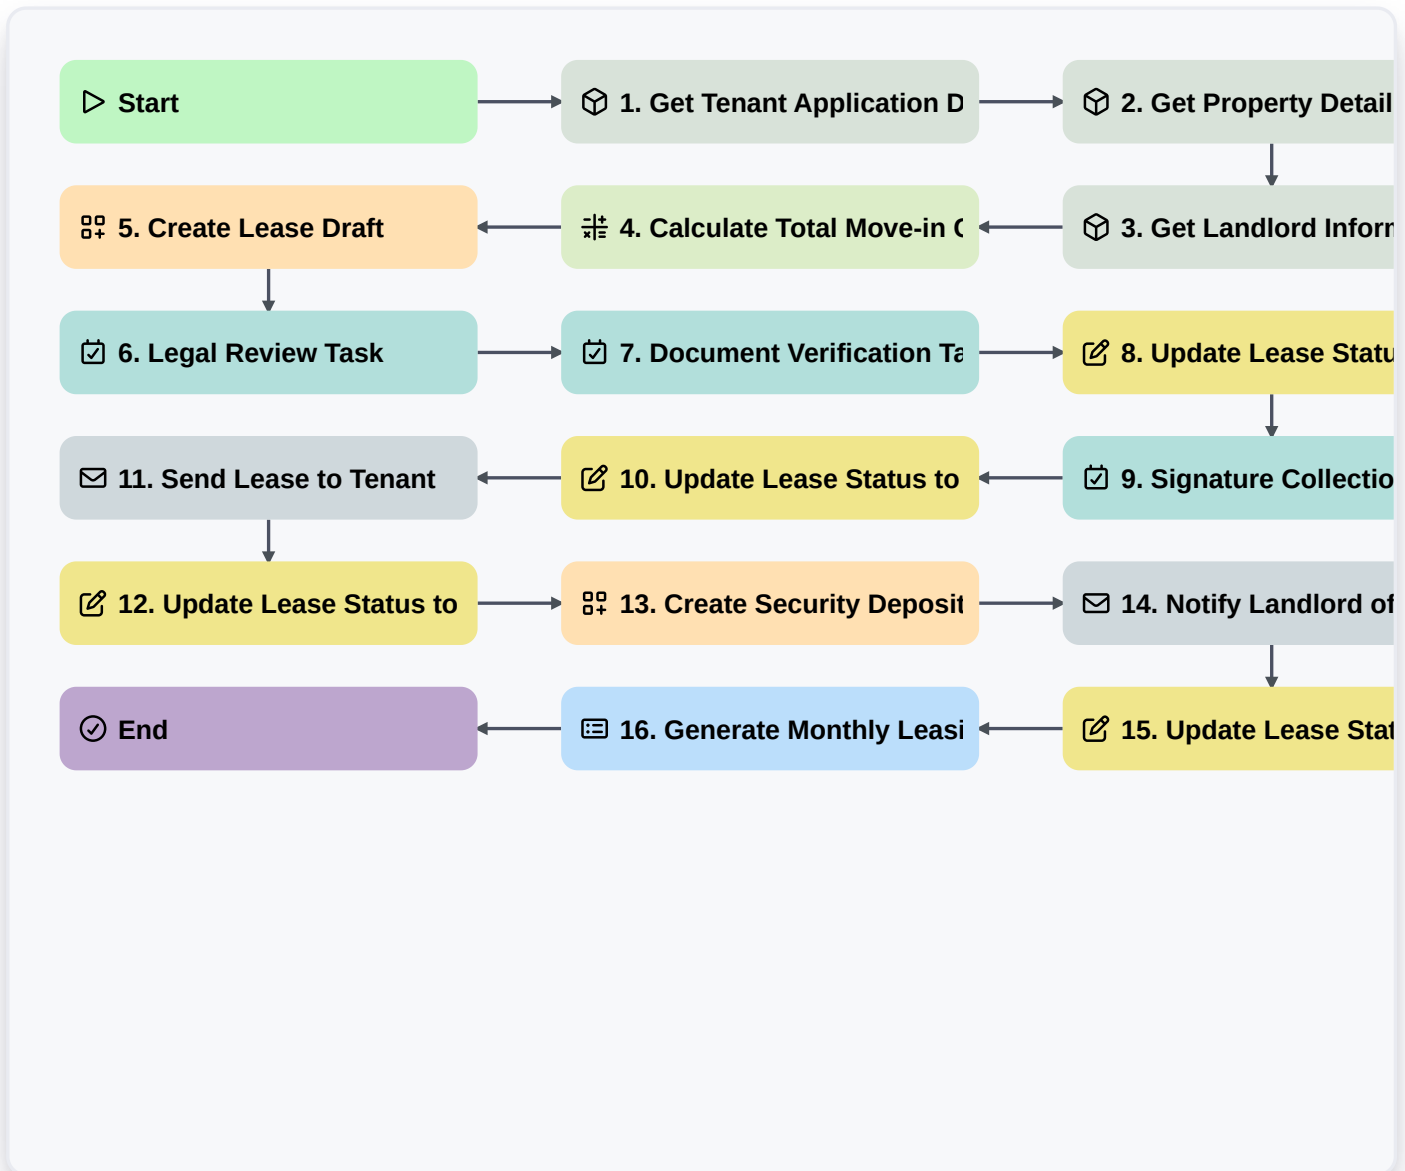 Start
1. Get Tenant Application D
2. Get Property Detail
5. Create Lease Draft
4. Calculate Total Move-in
3. Get Landlord Inform
6. Legal Review Task
7. Document Verification Ta
8. Update Lease Statu
11. Send Lease to Tenant
10. Update Lease Status to
9. Signature Collectio
12. Update Lease Status to
13. Create Security Deposit
14. Notify Landlord of
End
16. Generate Monthly Leasi
15. Update Lease Stat